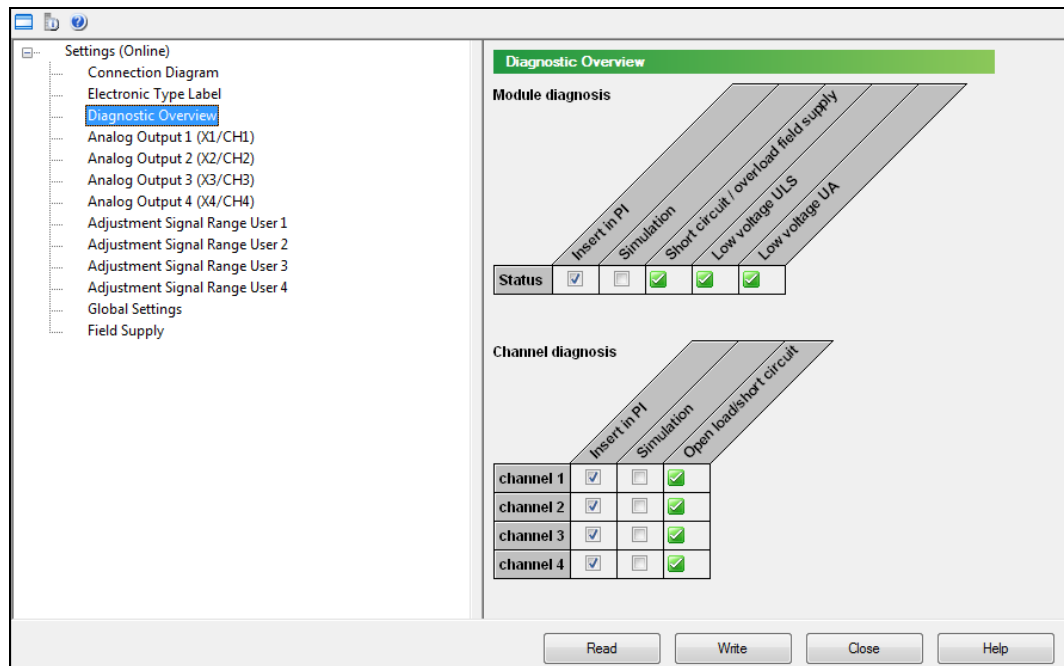 Settings (Online)
Connection Diagram
Electronic Type Label
Diagnostic Overview
Analog Output 1 (X1/CH1)
Analog Output 2 (X2/CH2)
Analog Output 3 (X3/CH3)
Analog Output 4 (X4/CH4)
Adjustment Signal Range User 1
Adjustment Signal Range User 2
Adjustment Signal Range User 3
Adjustment Signal Range User 4
Global Settings
Field Supply
Diagnostic Overview
Module diagnosis
Insert in PI
Simulation
Short circuit / overload field supply
Low voltage ULS
Low voltage UA
Status
Channel diagnosis
Insert in PI
Simulation
Open load/short circuit
channel 1
channel 2
channel 3
channel 4
Read
Write
Close
Help